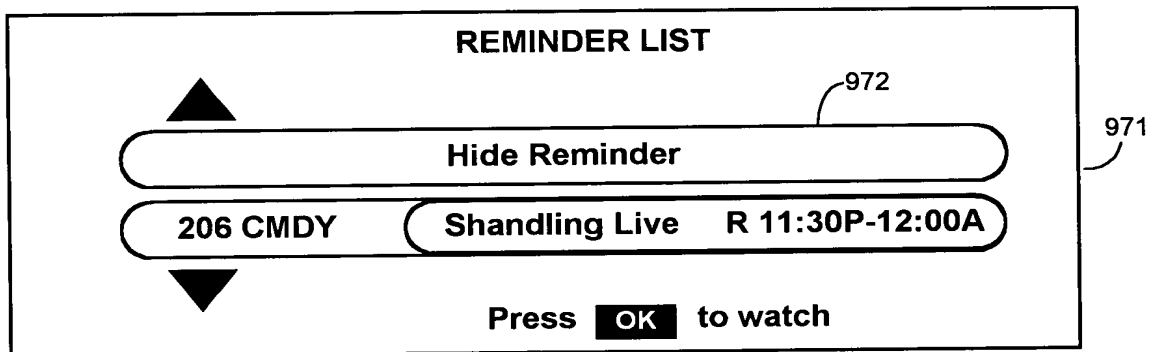 REMINDER LIST
972
971
Hide Reminder
206 CMDY Shandling Live R 11:30P-12:00A
Press OK to watch